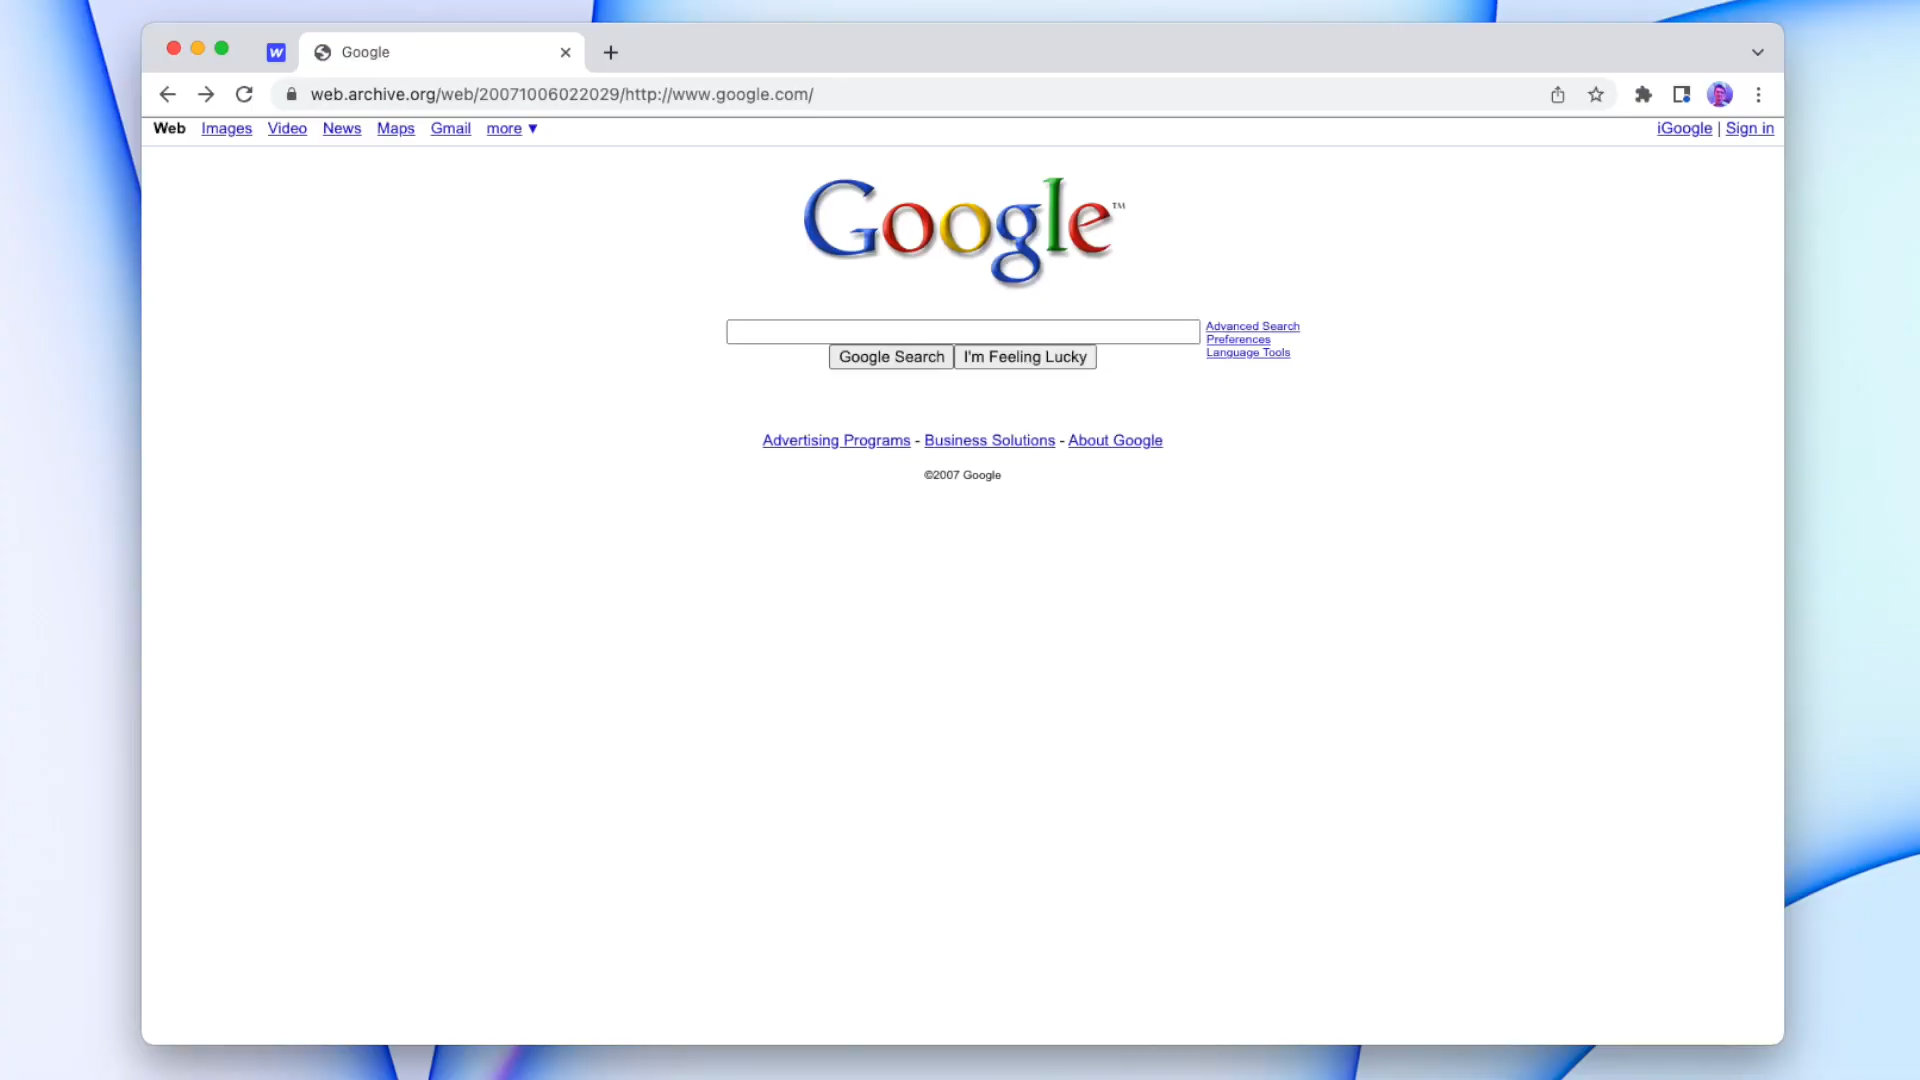 W Google
web.archive.org/web/20071006022029/http://www.google.com/
Web Images Video News Maps Gmail more ▼ iGoogle | Sign in
Google™
Advanced Search
Preferences
Language Tools
Google Search I'm Feeling Lucky
Advertising Programs - Business Solutions - About Google
©2007 Google